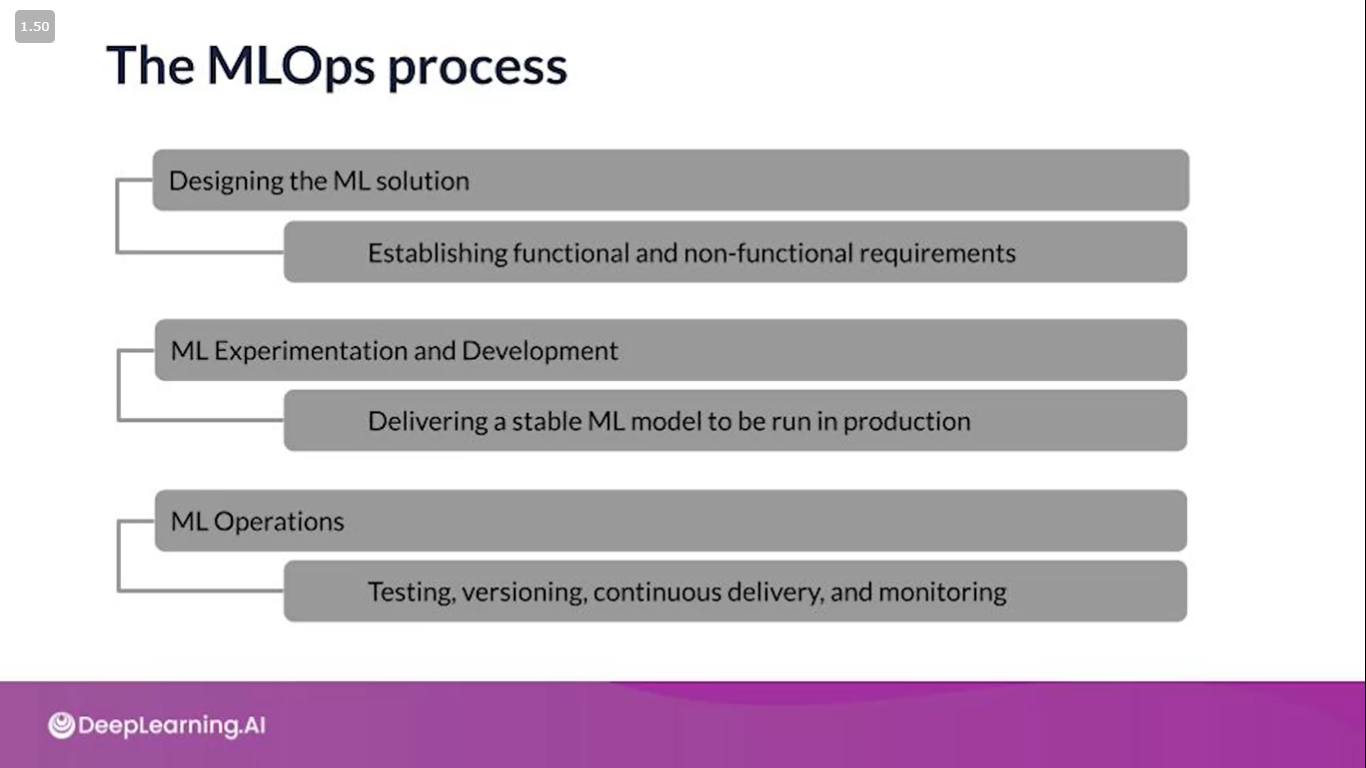 1.50
The MLOps process
Designing the ML solution
Establishing functional and non-functional requirements
ML Experimentation and Development
Delivering a stable ML model to be run in production
ML Operations
Testing, versioning, continuous delivery, and monitoring
DeepLearning.AI